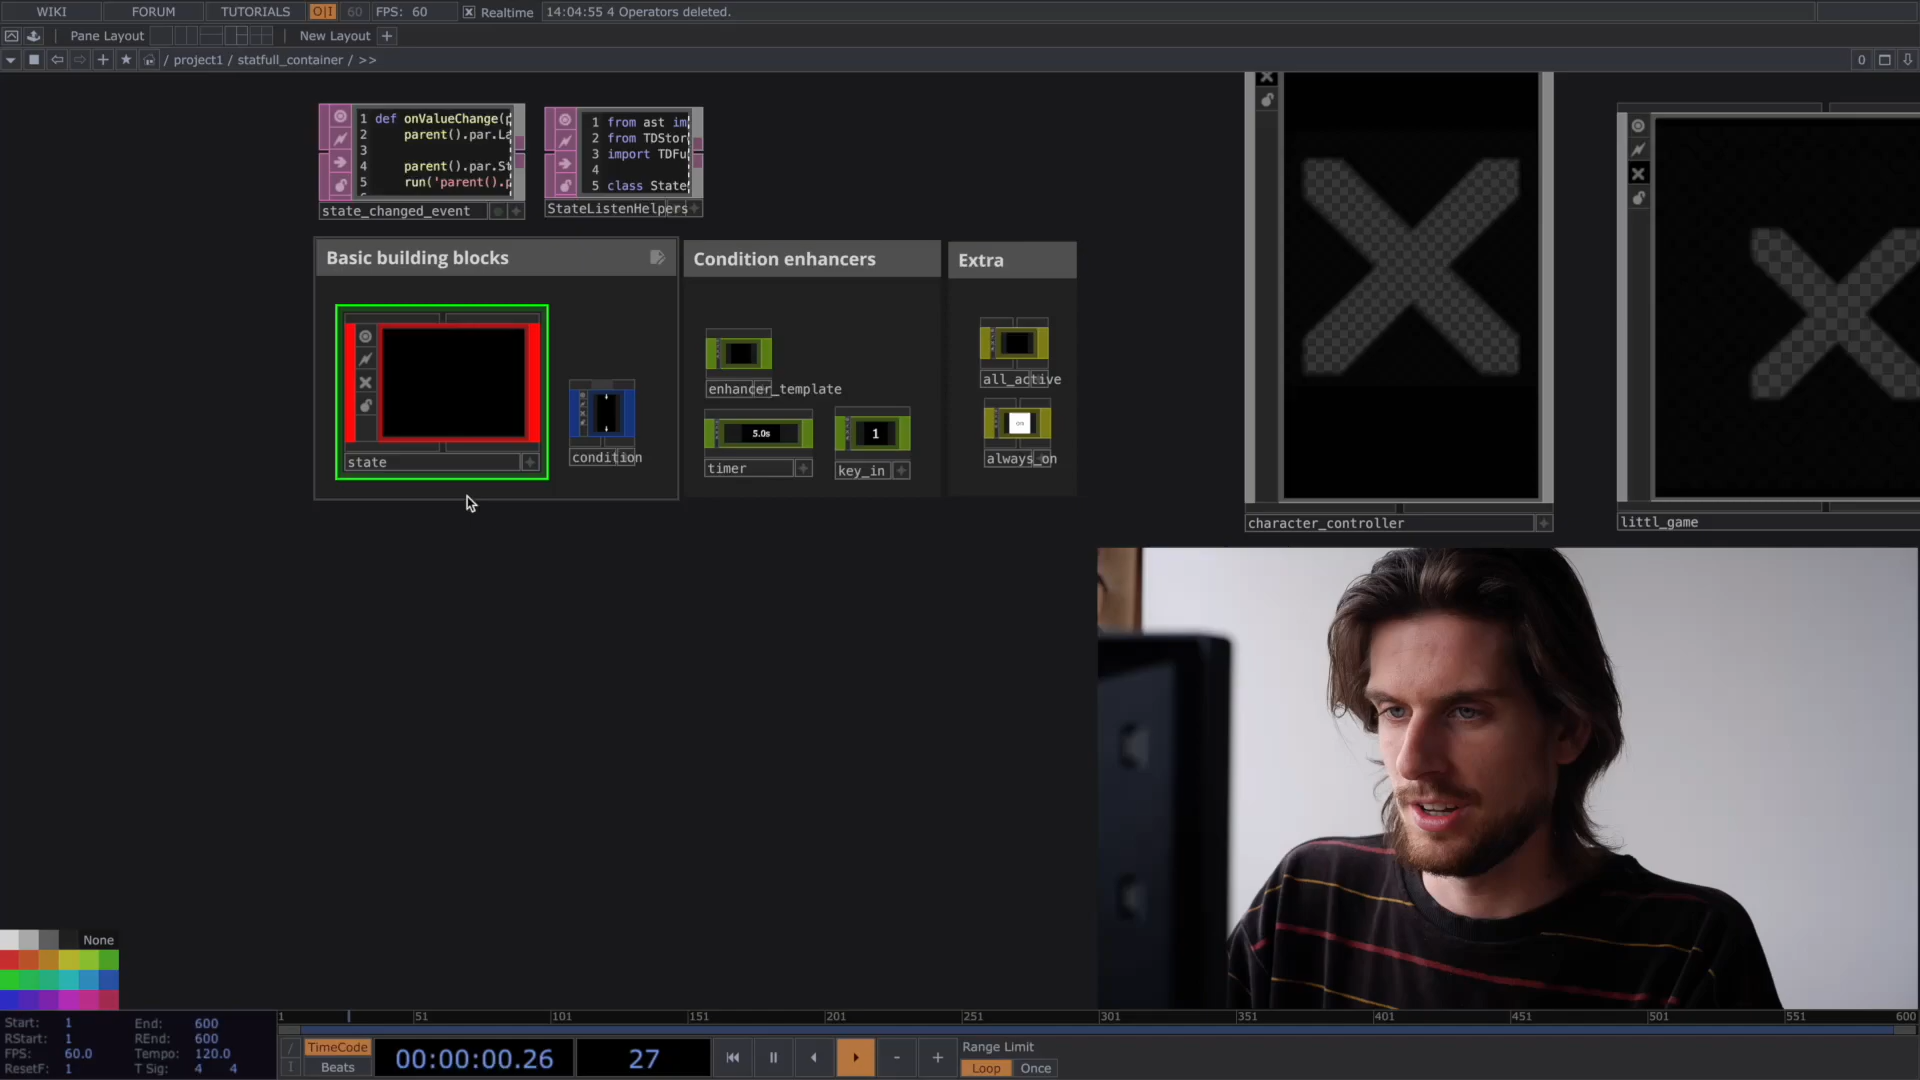 WIKI FORUM TUTORIALS O|I 60 FPS: 60 Realtime 14:04:55 4 Operators deleted.
Pane Layout New Layout +
/ project1 / statfull_container / >> 0
1 def onValueChange(
2 parent().par.La
3
4 parent().par.St
5 run('parent().p
state_changed_event
1 from ast im
2 from TDStor
3 import TDFu
4
5 class State
StateListenHelpers
Basic building blocks
Condition enhancers
Extra
state
condition
enhancer_template
5.0s
timer
1
key_in
all_active
on
always_on
character_controller
littl_game
None
1 51 101 151 201 251 301 351 401 451 501 551 600
Start: 1 End: 600
RStart: 1 REnd: 600
FPS: 60.0 Tempo: 120.0
ResetF: 1 T Sig: 4 4
TimeCode
Beats
00:00:00.26
27
- +
Range Limit
Loop Once